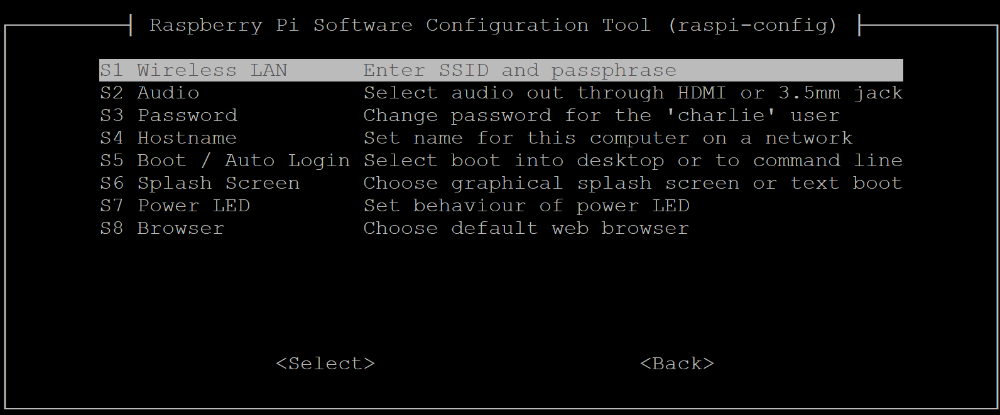 Raspberry Pi Software Configuration Tool (raspi-config)
S1 Wireless LAN Enter SSID and passphrase
S2 Audio Select audio out through HDMI or 3.5mm jack
S3 Password Change password for the 'charlie' user
S4 Hostname Set name for this computer on a network
S5 Boot / Auto Login Select boot into desktop or to command line
S6 Splash Screen Choose graphical splash screen or text boot
S7 Power LED Set behaviour of power LED
S8 Browser Choose default web browser
<Select> <Back>